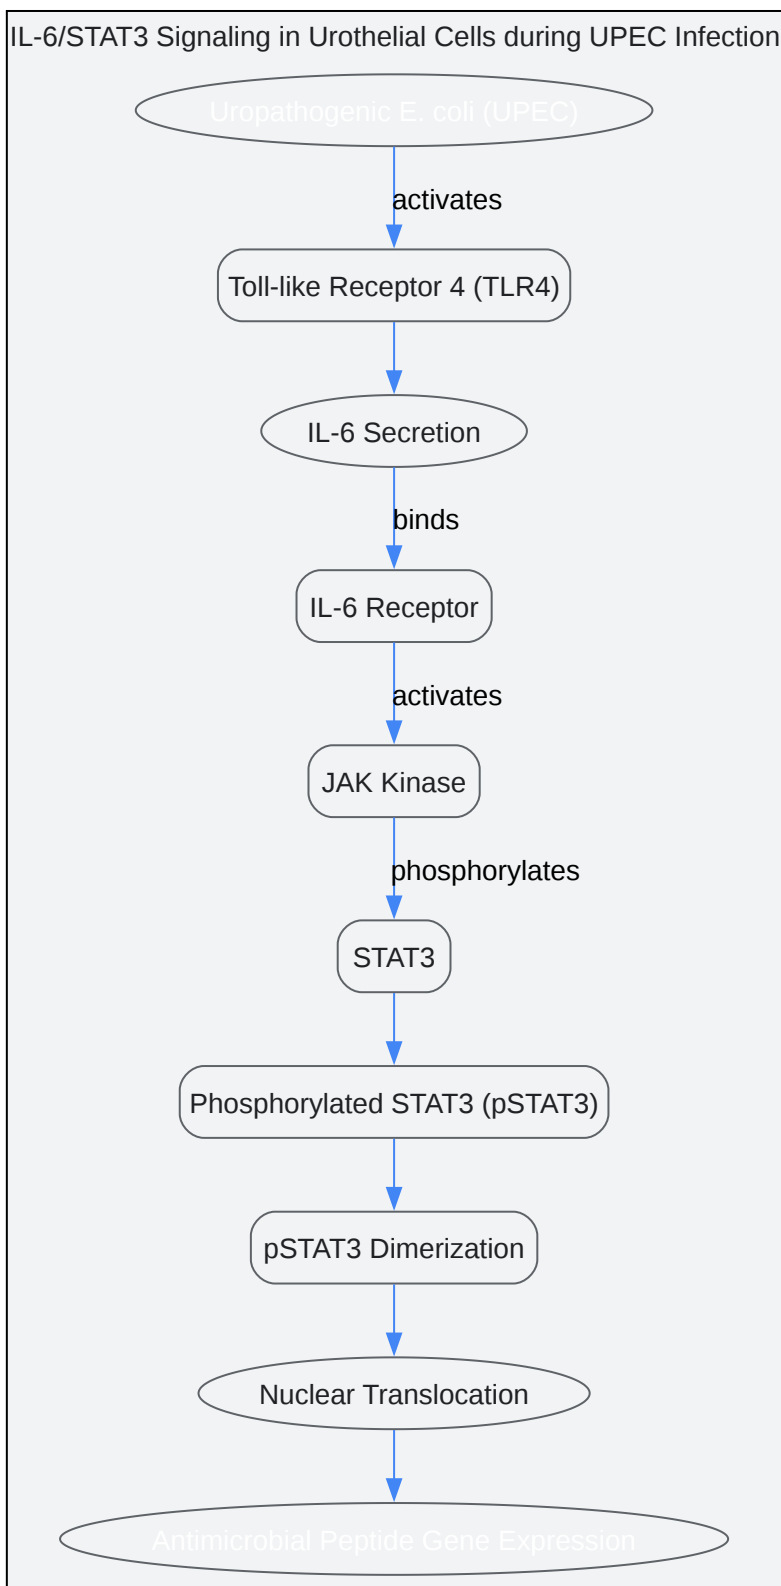 IL-6/STAT3 Signaling in Urothelial Cells during UPEC Infection
Uropathogenic E. coli (UPEC)
activates
Toll-like Receptor 4 (TLR4)
IL-6 Secretion
binds
IL-6 Receptor
activates
JAK Kinase
phosphorylates
STAT3
Phosphorylated STAT3 (pSTAT3)
pSTAT3 Dimerization
Nuclear Translocation
Antimicrobial Peptide Gene Expression